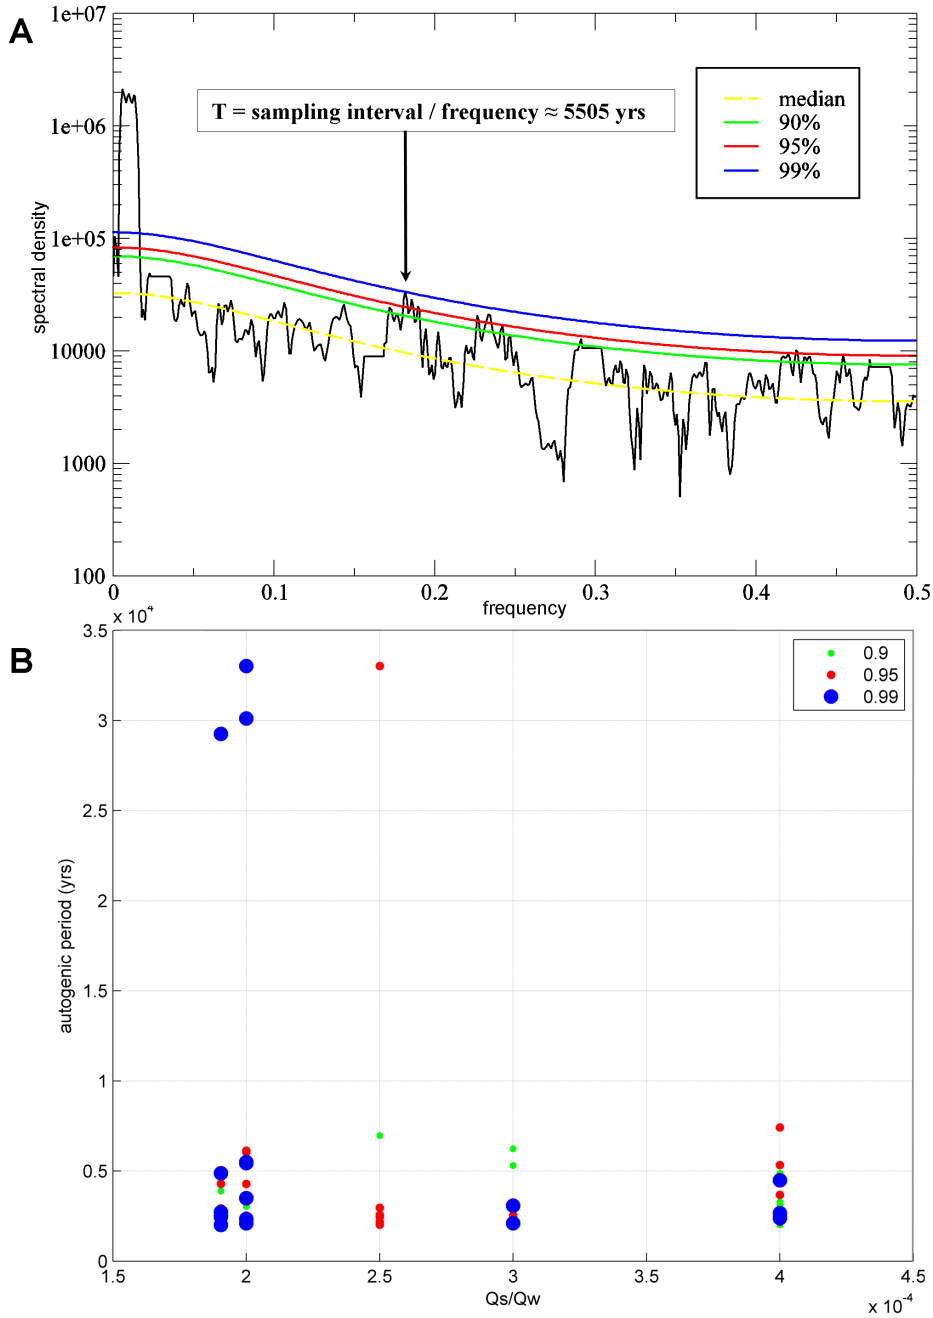 A
1e+07
1e+06
1e+05
10000
1000
100
spectral density
T = sampling interval / frequency ≈ 5505 yrs
median
90%
95%
99%
0 0.1 0.2 0.3 0.4 0.5
frequency
x 10⁴
B
3.5
3
2.5
2
1.5
1
0.5
0
autogenic period (yrs)
0.9
0.95
0.99
1.5 2 2.5 3 3.5 4 4.5
Qs/Qw
x 10⁻⁴